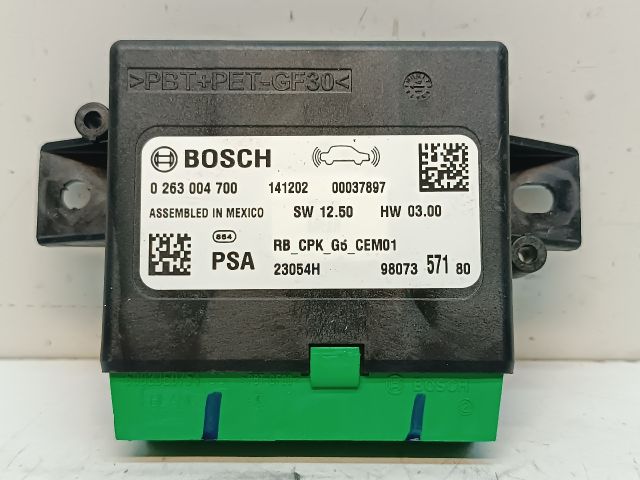 >PBT+PET-GF30<
BOSCH
0 263 004 700 141202 00037897
ASSEMBLED IN MEXICO SW 12.50 HW 03.00
PSA
RB_CPK_G6_CEM01
23054H 98073 571 80
BOSCH